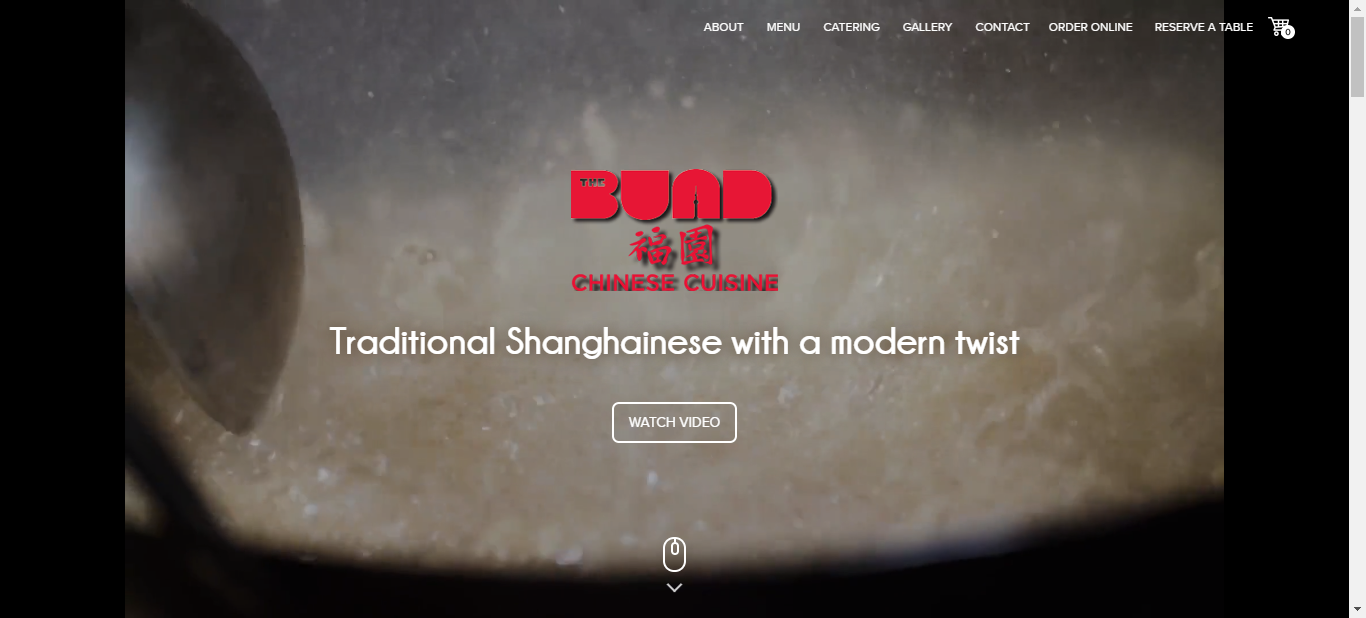 ABOUT MENU CATERING GALLERY CONTACT ORDER ONLINE RESERVE A TABLE 0
THE
BUAD
福園
CHINESE CUISINE
Traditional Shanghainese with a modern twist
WATCH VIDEO